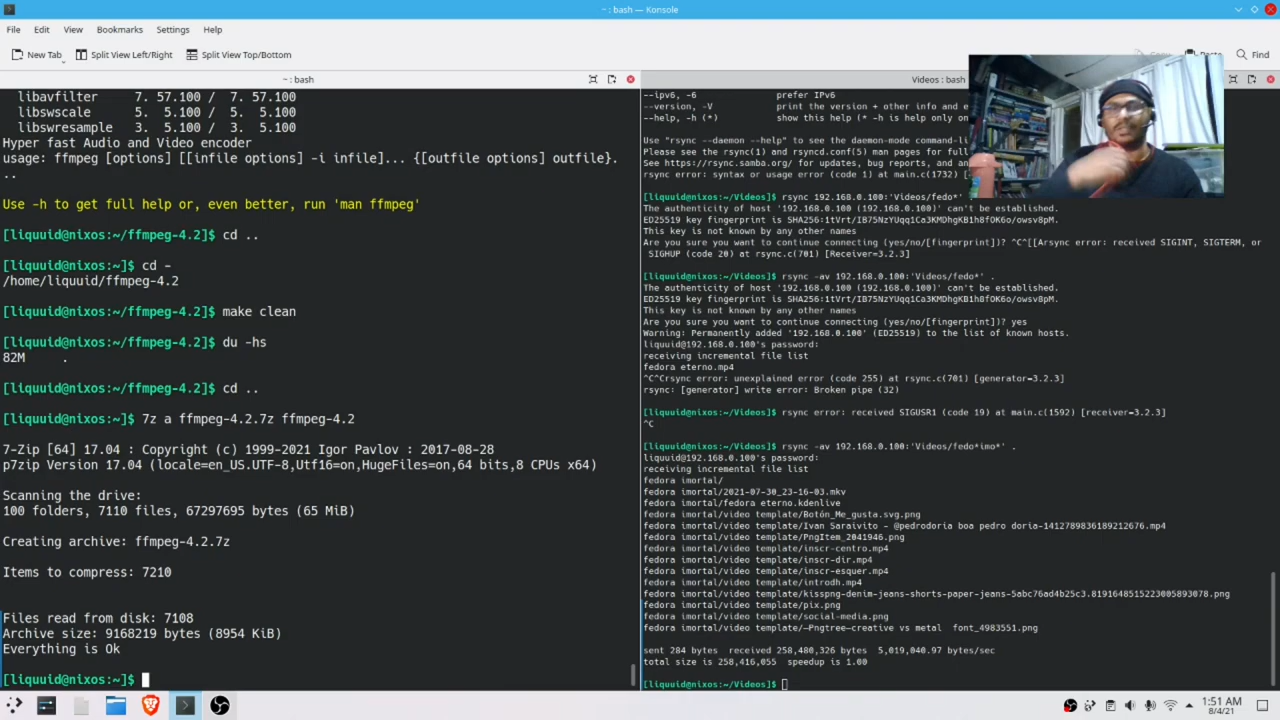 ~ : bash — Konsole
File Edit View Bookmarks Settings Help
New Tab Split View Left/Right Split View Top/Bottom Paste Find
~ : bash
libavfilter 7. 57.100 / 7. 57.100
libswscale 5. 5.100 / 5. 5.100
libswresample 3. 5.100 / 3. 5.100
Hyper fast Audio and Video encoder
usage: ffmpeg [options] [[infile options] -i infile]... {[outfile options] outfile}.
..
Use -h to get full help or, even better, run 'man ffmpeg'
[liquuid@nixos:~/ffmpeg-4.2]$ cd ..
[liquuid@nixos:~/ffmpeg-4.2]$ cd -
/home/liquuid/ffmpeg-4.2
[liquuid@nixos:~/ffmpeg-4.2]$ make clean
[liquuid@nixos:~/ffmpeg-4.2]$ du -hs
82M .
[liquuid@nixos:~/ffmpeg-4.2]$ cd ..
[liquuid@nixos:~]$ 7z a ffmpeg-4.2.7z ffmpeg-4.2
7-Zip [64] 17.04 : Copyright (c) 1999-2021 Igor Pavlov : 2017-08-28
p7zip Version 17.04 (locale=en_US.UTF-8,Utf16=on,HugeFiles=on,64 bits,8 CPUs x64)
Scanning the drive:
100 folders, 7110 files, 67297695 bytes (65 MiB)
Creating archive: ffmpeg-4.2.7z
Items to compress: 7210
Files read from disk: 7108
Archive size: 9168219 bytes (8954 KiB)
Everything is Ok
[liquuid@nixos:~]$
Videos : bash
--ipv6, -6 prefer IPv6
--version, -V print the version + other info and e
--help, -h (*) show this help (* -h is help only on
Use "rsync --daemon --help" to see the daemon-mode command-li
Please see the rsync(1) and rsyncd.conf(5) man pages for full
See https://rsync.samba.org/ for updates, bug reports, and an
rsync error: syntax or usage error (code 1) at main.c(1732) [
[liquuid@nixos:~/Videos]$ rsync 192.168.0.100:'Videos/fedo*'
The authenticity of host '192.168.0.100 (192.168.0.100)' can't be established.
ED25519 key fingerprint is SHA256:1tVrt/IB75NzYUqq1Ca3KMDhgKB1h8fOK6o/owsv8pM.
This key is not known by any other names
Are you sure you want to continue connecting (yes/no/[fingerprint])? ^C^[[Arsync error: received SIGINT, SIGTERM, or
SIGHUP (code 20) at rsync.c(701) [Receiver=3.2.3]
[liquuid@nixos:~/Videos]$ rsync -av 192.168.0.100:'Videos/fedo*' .
The authenticity of host '192.168.0.100 (192.168.0.100)' can't be established.
ED25519 key fingerprint is SHA256:1tVrt/IB75NzYUqq1Ca3KMDhgKB1h8fOK6o/owsv8pM.
This key is not known by any other names
Are you sure you want to continue connecting (yes/no/[fingerprint])? yes
Warning: Permanently added '192.168.0.100' (ED25519) to the list of known hosts.
liquuid@192.168.0.100's password:
receiving incremental file list
fedora eterno.mp4
^C^Crsync error: unexplained error (code 255) at rsync.c(701) [generator=3.2.3]
rsync: [generator] write error: Broken pipe (32)
[liquuid@nixos:~/Videos]$ rsync error: received SIGUSR1 (code 19) at main.c(1592) [receiver=3.2.3]
^C
[liquuid@nixos:~/Videos]$ rsync -av 192.168.0.100:'Videos/fedo*imo*' .
liquuid@192.168.0.100's password:
receiving incremental file list
fedora imortal/
fedora imortal/2021-07-30_23-16-03.mkv
fedora imortal/fedora eterno.kdenlive
fedora imortal/video template/Botón_Me_gusta.svg.png
fedora imortal/video template/Ivan Saraivito - @pedrodoria boa pedro doria-1412789836189212676.mp4
fedora imortal/video template/PngItem_2041946.png
fedora imortal/video template/inscr-centro.mp4
fedora imortal/video template/inscr-dir.mp4
fedora imortal/video template/inscr-esquer.mp4
fedora imortal/video template/introdh.mp4
fedora imortal/video template/kisspng-denim-jeans-shorts-paper-jeans-5abc76ad4b25c3.8191648515223005893078.png
fedora imortal/video template/pix.png
fedora imortal/video template/social-media.png
fedora imortal/video template/—Pngtree—creative vs metal font_4983551.png
sent 284 bytes received 258,480,326 bytes 5,019,040.97 bytes/sec
total size is 258,416,055 speedup is 1.00
[liquuid@nixos:~/Videos]$
1:51 AM
8/4/21